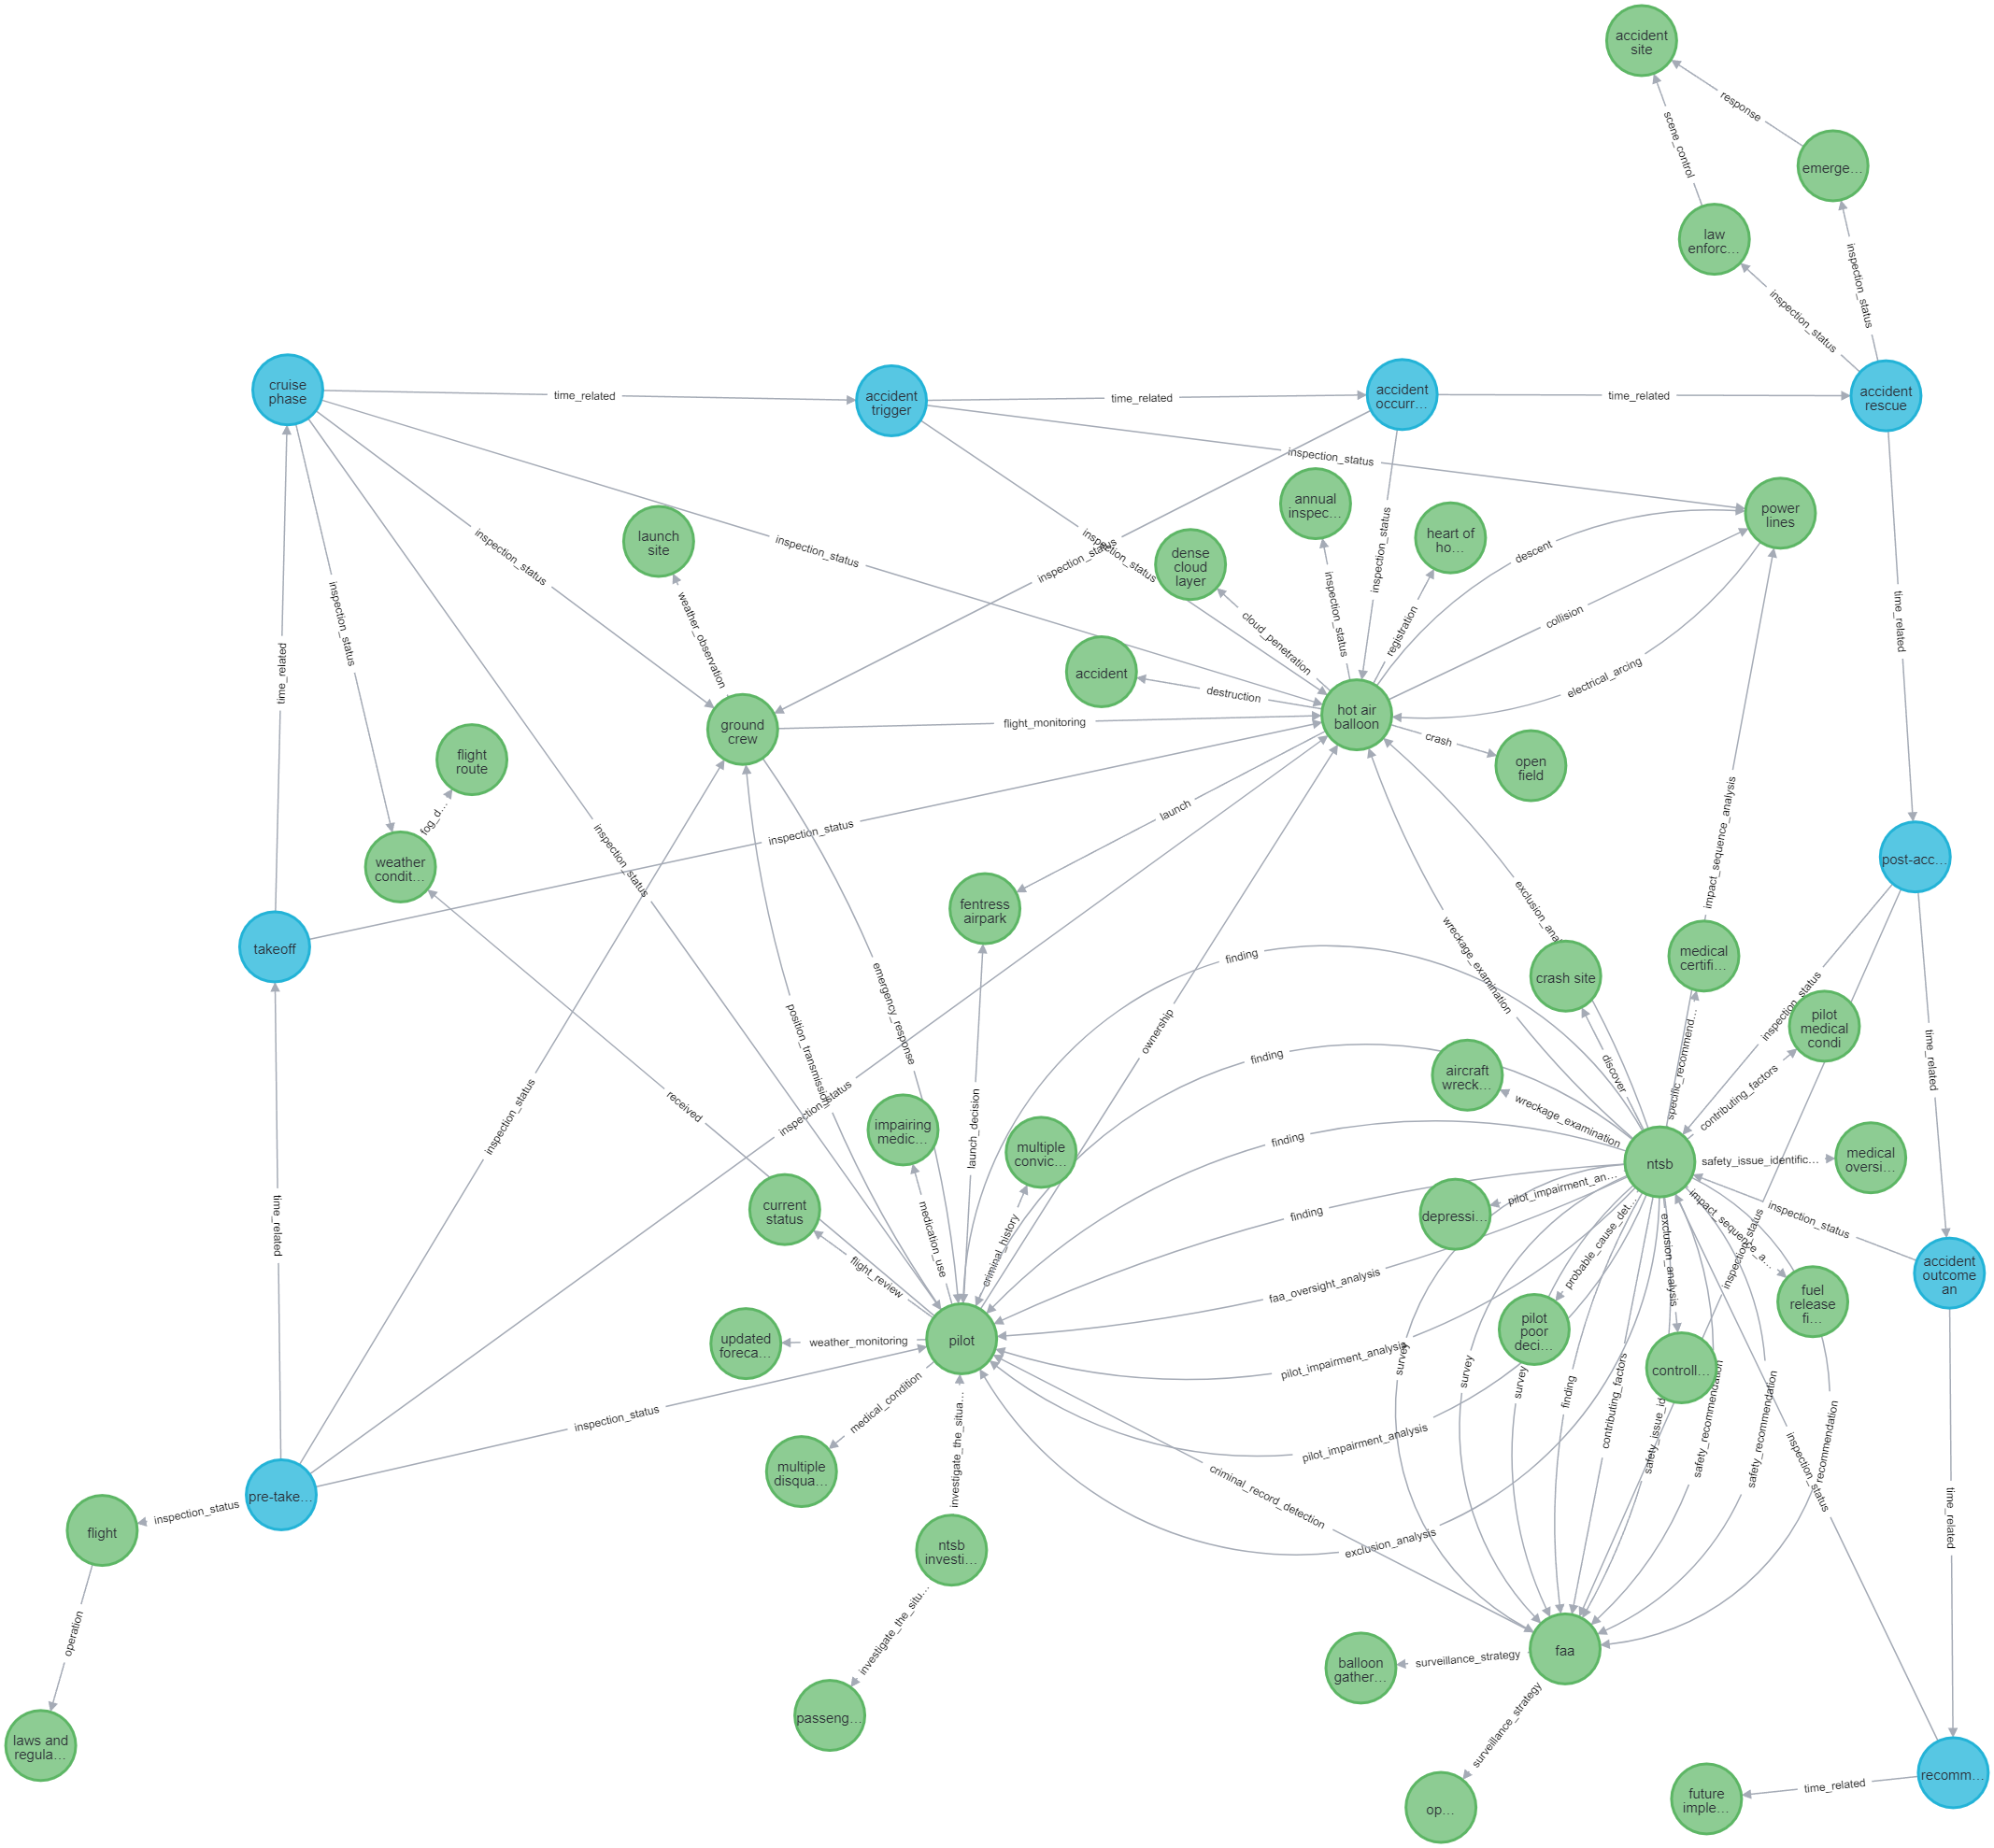 accident
site
response
scene_control
emerge...
law
enforc...
inspection_status
inspection_status
cruise
phase
time_related
accident
trigger
time_related
accident
occurr...
time_related
accident
rescue
inspection_status
annual
inspec...
heart of
ho...
power
lines
launch
site
dense
cloud
layer
inspection_status
inspection_status
inspection_status
inspection_status
inspection_status
descent
inspection_status
weather_observation
cloud_penetration
inspection_status
registration
collision
time_related
inspection_status
time_related
accident
destruction
electrical_arcing
ground
crew
flight_monitoring
hot air
balloon
crash
open
field
flight
route
fog_d...
weather
condit...
inspection_status
inspection_status
launch
impact_sequence_analysis
post-acc...
fentress
airpark
exclusion_ana
takeoff
wreckage_examination
finding
crash site
medical
certifi...
emergency_response
position_transmission
ownership
inspection_status
pilot
medical
condi
finding
aircraft
wreck...
discover
specific_recommend...
time_related
inspection_status
received
inspection_status
impairing
medic...
launch_decision
multiple
convic...
finding
wreckage_examination
contributing_factors
ntsb
safety_issue_identific...
medical
oversi...
current
status
medication_use
criminal_history
finding
depressi...
pilot_impairment_an...
probable_cause_det...
exclusion_analysis
impact_sequence_a...
inspection_status
inspection_status
time_related
flight_review
faa_oversight_analysis
accident
outcome
an
fuel
release
fi...
updated
foreca...
weather_monitoring
pilot
pilot
poor
deci...
controll...
pilot_impairment_analysis
survey
survey
survey
finding
contributing_factors
safety_issue_id
safety_recommendation
safety_recommendation
recommendation
inspection_status
medical_condition
inspection_status
pilot_impairment_analysis
multiple
disqua...
investigate_the_situa...
criminal_record_detection
exclusion_analysis
pre-take...
inspection_status
flight
ntsb
investi...
time_related
operation
investigate_the_situ...
faa
balloon
gather...
surveillance_strategy
surveillance_strategy
passeng...
laws and
regula...
op...
recomm...
time_related
future
imple...